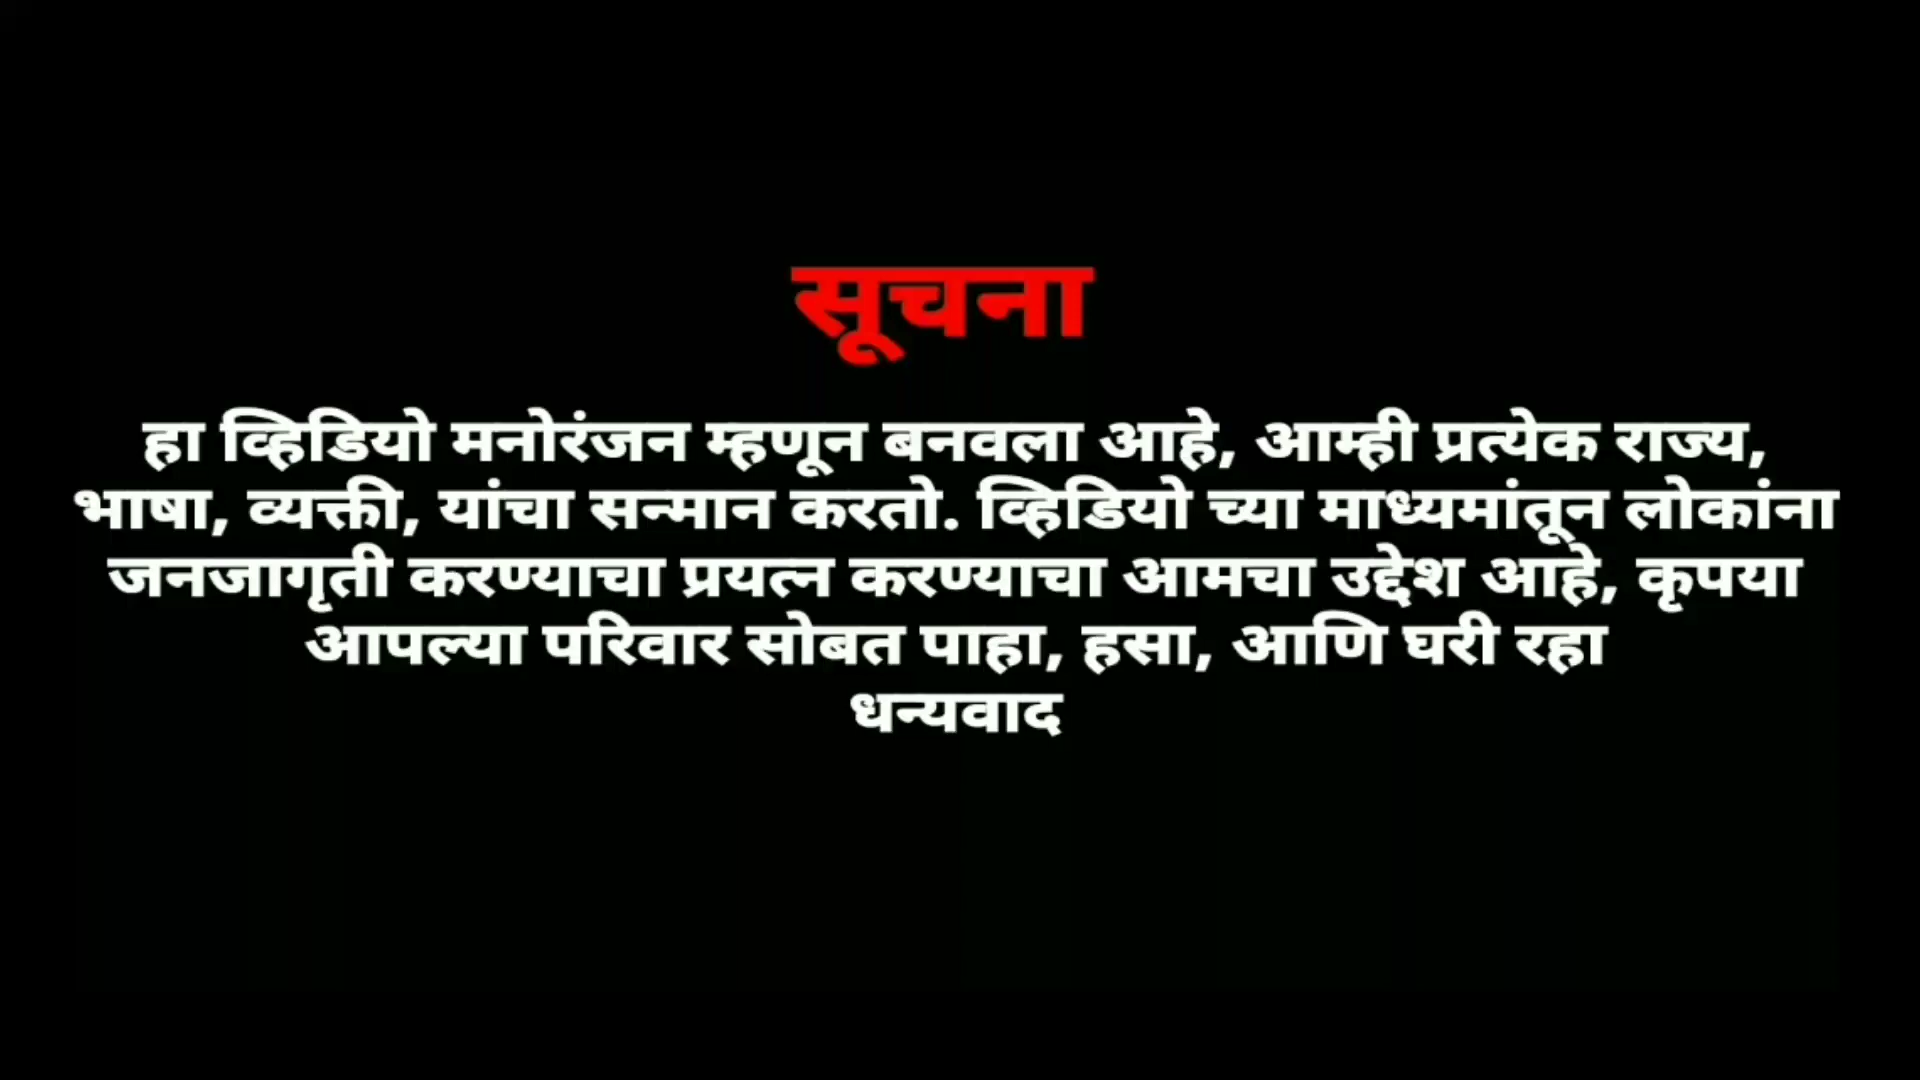 सूचना
हा व्हिडियो मनोरंजन म्हणून बनवला आहे, आम्ही प्रत्येक राज्य,
भाषा, व्यक्ती, यांचा सन्मान करतो. व्हिडियो च्या माध्यमांतून लोकांना
जनजागृती करण्याचा प्रयत्न करण्याचा आमचा उद्देश आहे, कृपया
आपल्या परिवार सोबत पाहा, हसा, आणि घरी रहा
धन्यवाद